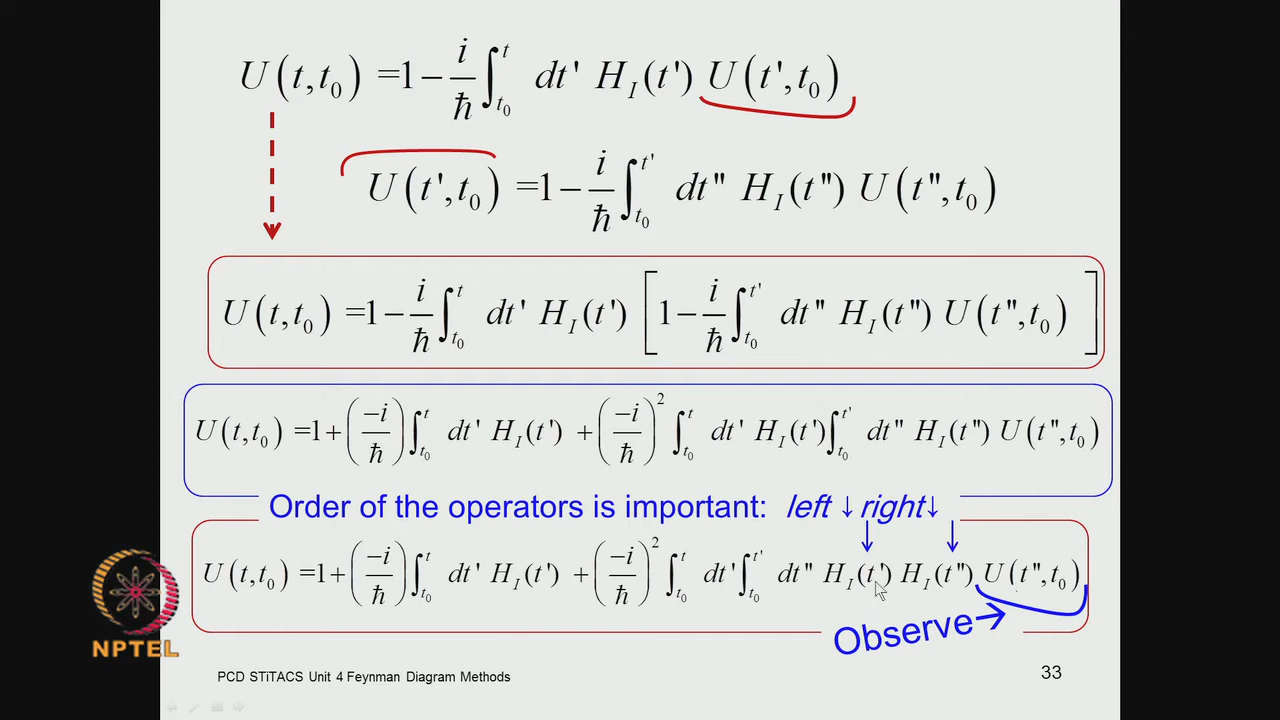 U(t,t₀) =1− i/ħ ∫_{t₀}^{t} dt' H_I(t') U(t',t₀)
U(t',t₀) =1− i/ħ ∫_{t₀}^{t'} dt'' H_I(t'') U(t'',t₀)
U(t,t₀) =1− i/ħ ∫_{t₀}^{t} dt' H_I(t') [1− i/ħ ∫_{t₀}^{t'} dt'' H_I(t'') U(t'',t₀)]
U(t,t₀) =1+(−i/ħ) ∫_{t₀}^{t} dt' H_I(t') +(−i/ħ)² ∫_{t₀}^{t} dt' H_I(t') ∫_{t₀}^{t'} dt'' H_I(t'') U(t'',t₀)
Order of the operators is important: left ↓ right↓
U(t,t₀) =1+(−i/ħ) ∫_{t₀}^{t} dt' H_I(t') +(−i/ħ)² ∫_{t₀}^{t} dt' ∫_{t₀}^{t'} dt'' H_I(t') H_I(t'') U(t'',t₀)
Observe→
NPTEL
PCD STiTACS Unit 4 Feynman Diagram Methods
33